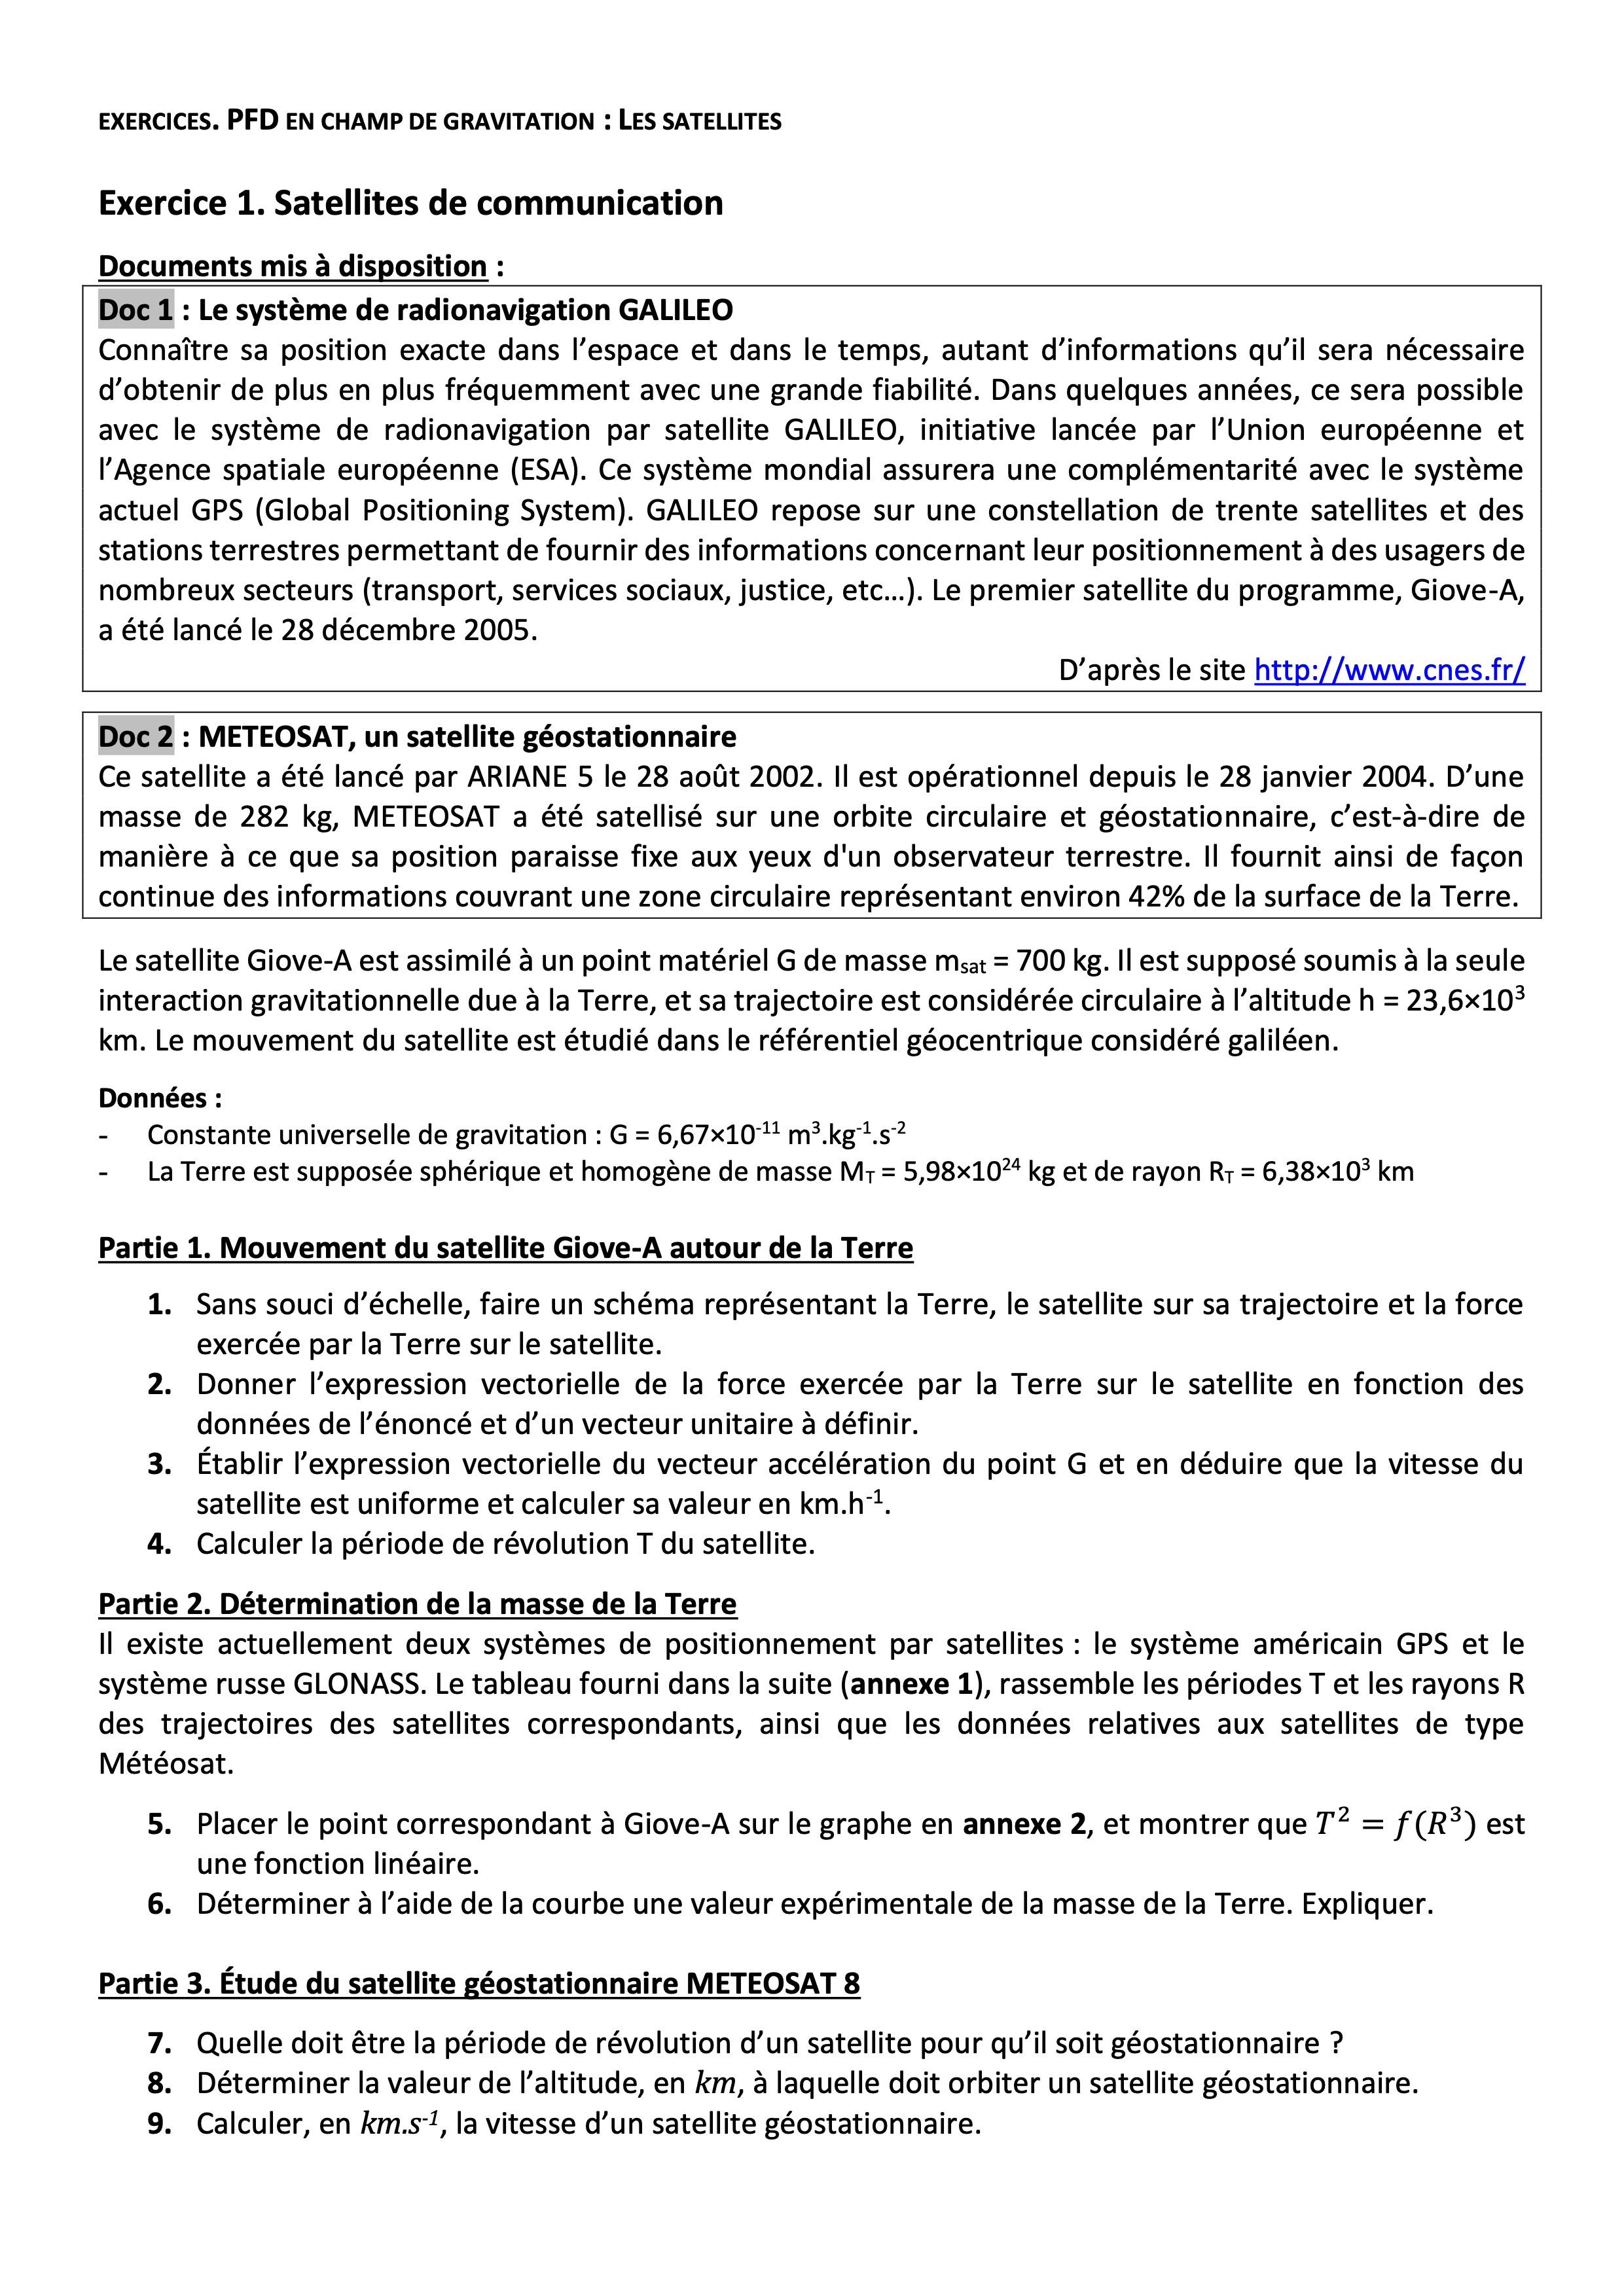 EXERCICES. PFD EN CHAMP DE GRAVITATION : LES SATELLITES
Exercice 1. Satellites de communication
Documents mis à disposition :
Doc 1 : Le système de radionavigation GALILEO
Connaître sa position exacte dans l’espace et dans le temps, autant d’informations qu’il sera nécessaire
d’obtenir de plus en plus fréquemment avec une grande fiabilité. Dans quelques années, ce sera possible
avec le système de radionavigation par satellite GALILEO, initiative lancée par l’Union européenne et
l’Agence spatiale européenne (ESA). Ce système mondial assurera une complémentarité avec le système
actuel GPS (Global Positioning System). GALILEO repose sur une constellation de trente satellites et des
stations terrestres permettant de fournir des informations concernant leur positionnement à des usagers de
nombreux secteurs (transport, services sociaux, justice, etc…). Le premier satellite du programme, Giove-A,
a été lancé le 28 décembre 2005.
D’après le site http://www.cnes.fr/
Doc 2 : METEOSAT, un satellite géostationnaire
Ce satellite a été lancé par ARIANE 5 le 28 août 2002. Il est opérationnel depuis le 28 janvier 2004. D’une
masse de 282 kg, METEOSAT a été satellisé sur une orbite circulaire et géostationnaire, c’est-à-dire de
manière à ce que sa position paraisse fixe aux yeux d'un observateur terrestre. Il fournit ainsi de façon
continue des informations couvrant une zone circulaire représentant environ 42% de la surface de la Terre.
Le satellite Giove-A est assimilé à un point matériel G de masse m_sat = 700 kg. Il est supposé soumis à la seule
interaction gravitationnelle due à la Terre, et sa trajectoire est considérée circulaire à l’altitude h = 23,6×10³
km. Le mouvement du satellite est étudié dans le référentiel géocentrique considéré galiléen.
Données :
- Constante universelle de gravitation : G = 6,67×10⁻¹¹ m³.kg⁻¹.s⁻²
- La Terre est supposée sphérique et homogène de masse M_T = 5,98×10²⁴ kg et de rayon R_T = 6,38×10³ km
Partie 1. Mouvement du satellite Giove-A autour de la Terre
1. Sans souci d’échelle, faire un schéma représentant la Terre, le satellite sur sa trajectoire et la force
exercée par la Terre sur le satellite.
2. Donner l’expression vectorielle de la force exercée par la Terre sur le satellite en fonction des
données de l’énoncé et d’un vecteur unitaire à définir.
3. Établir l’expression vectorielle du vecteur accélération du point G et en déduire que la vitesse du
satellite est uniforme et calculer sa valeur en km.h⁻¹.
4. Calculer la période de révolution T du satellite.
Partie 2. Détermination de la masse de la Terre
Il existe actuellement deux systèmes de positionnement par satellites : le système américain GPS et le
système russe GLONASS. Le tableau fourni dans la suite (annexe 1), rassemble les périodes T et les rayons R
des trajectoires des satellites correspondants, ainsi que les données relatives aux satellites de type
Météosat.
5. Placer le point correspondant à Giove-A sur le graphe en annexe 2, et montrer que T² = f(R³) est
une fonction linéaire.
6. Déterminer à l’aide de la courbe une valeur expérimentale de la masse de la Terre. Expliquer.
Partie 3. Étude du satellite géostationnaire METEOSAT 8
7. Quelle doit être la période de révolution d’un satellite pour qu’il soit géostationnaire ?
8. Déterminer la valeur de l’altitude, en km, à laquelle doit orbiter un satellite géostationnaire.
9. Calculer, en km.s⁻¹, la vitesse d’un satellite géostationnaire.